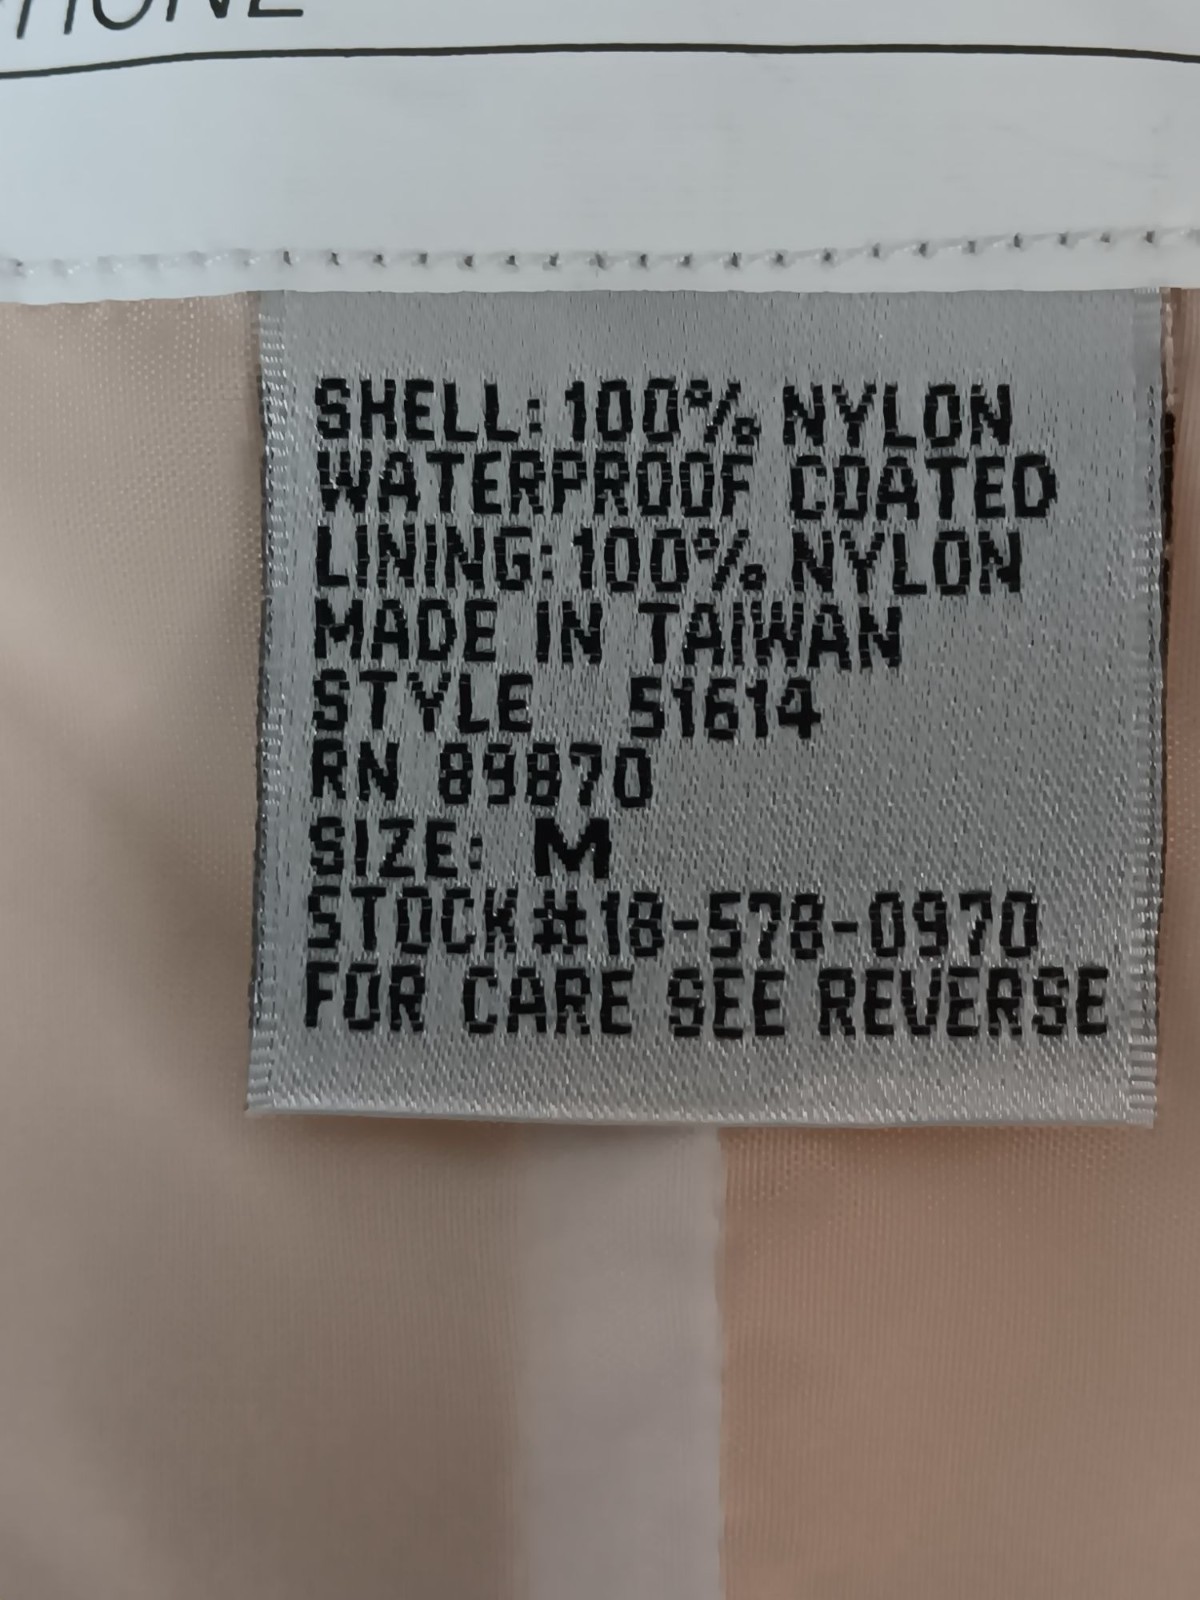 SHELL: 100% NYLON
WATERPROOF COATED
LINING: 100% NYLON
MADE IN TAIWAN
STYLE 51614
RN 89870
SIZE: M
STOCK#18-578-0970
FOR CARE SEE REVERSE